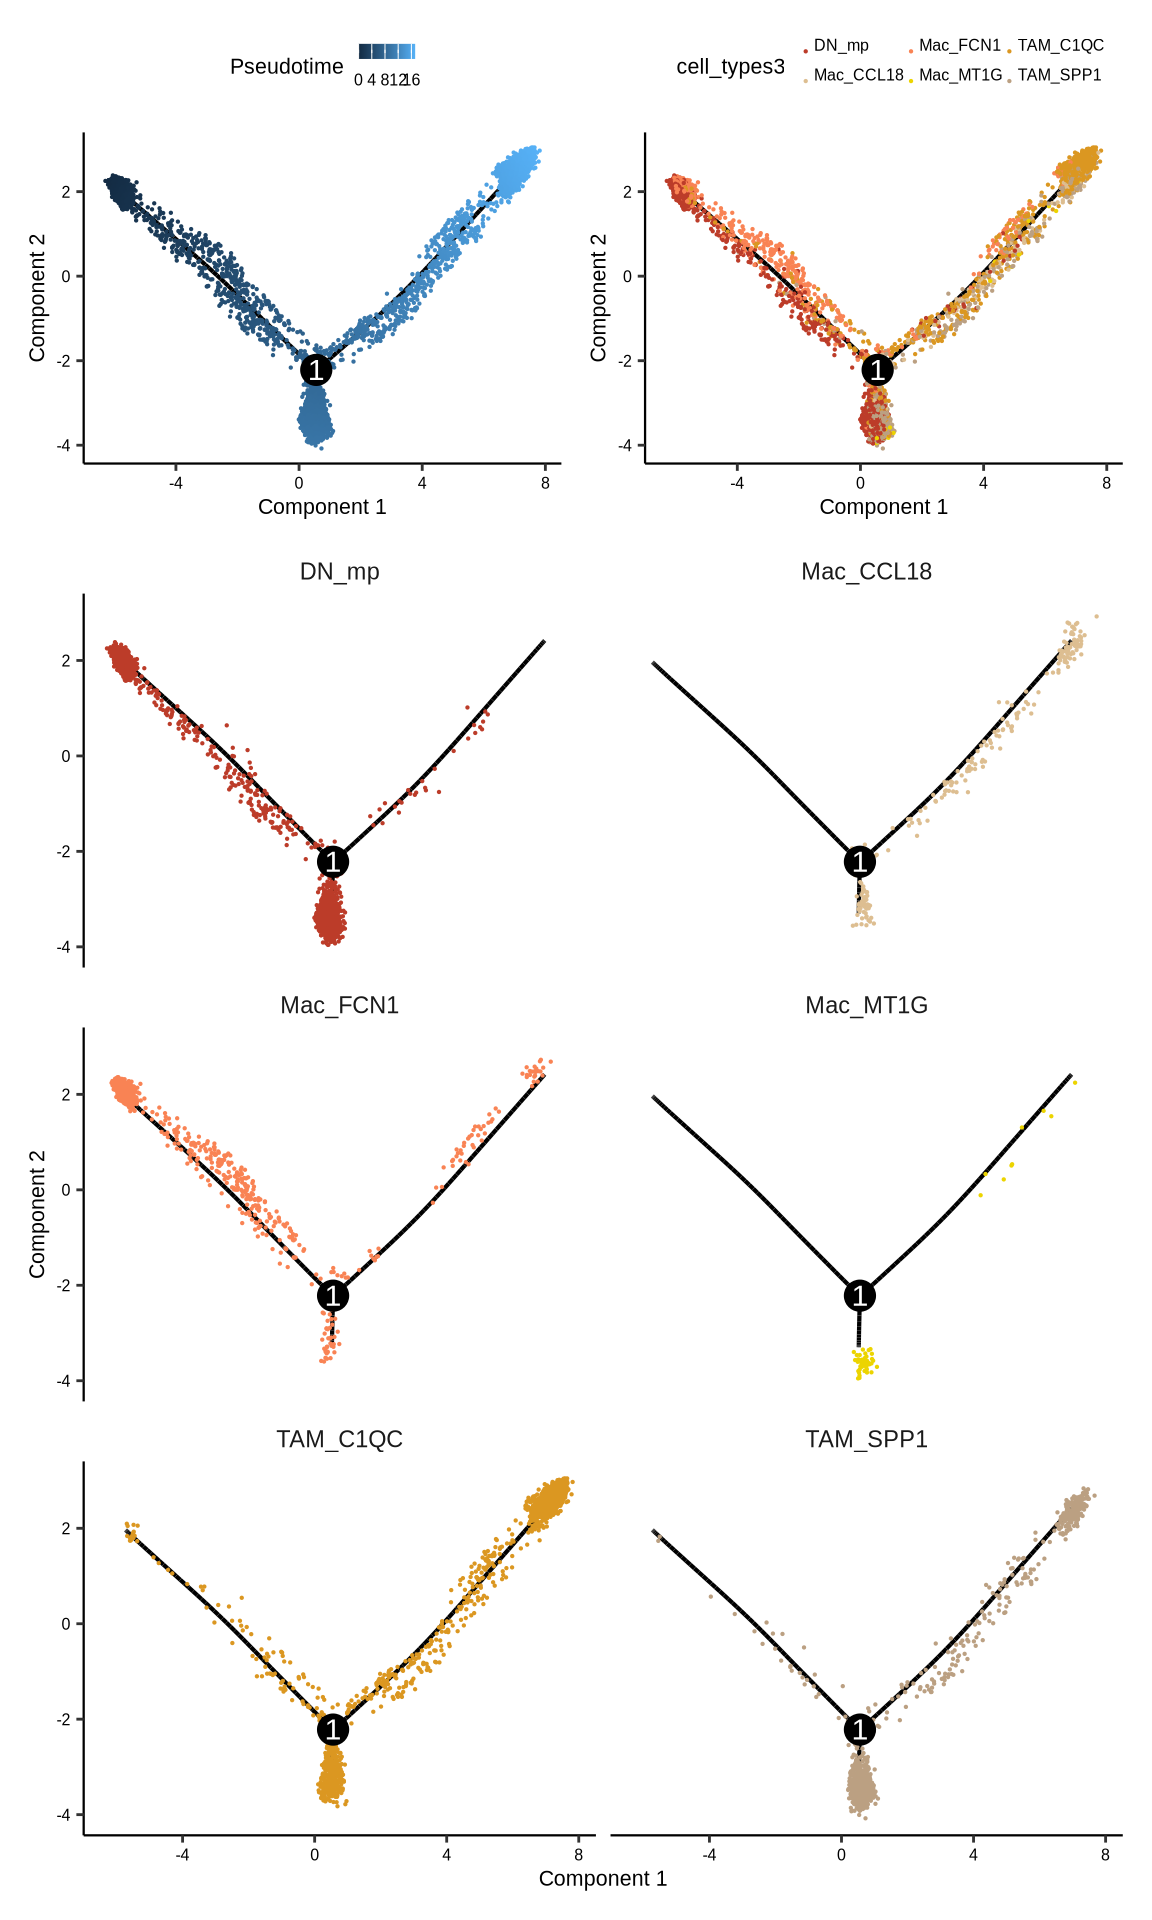 Pseudotime
0 4 8 12 16
cell_types3
DN_mp Mac_FCN1 TAM_C1QC
Mac_CCL18 Mac_MT1G TAM_SPP1
Component 2
2
0
-2
-4
1
-4 0 4 8
Component 1
Component 2
2
0
-2
-4
1
-4 0 4 8
Component 1
DN_mp Mac_CCL18
2
0
-2
-4
1 1
Mac_FCN1 Mac_MT1G
Component 2
2
0
-2
-4
1 1
TAM_C1QC TAM_SPP1
2
0
-2
-4
1 1
-4 0 4 8 -4 0 4 8
Component 1